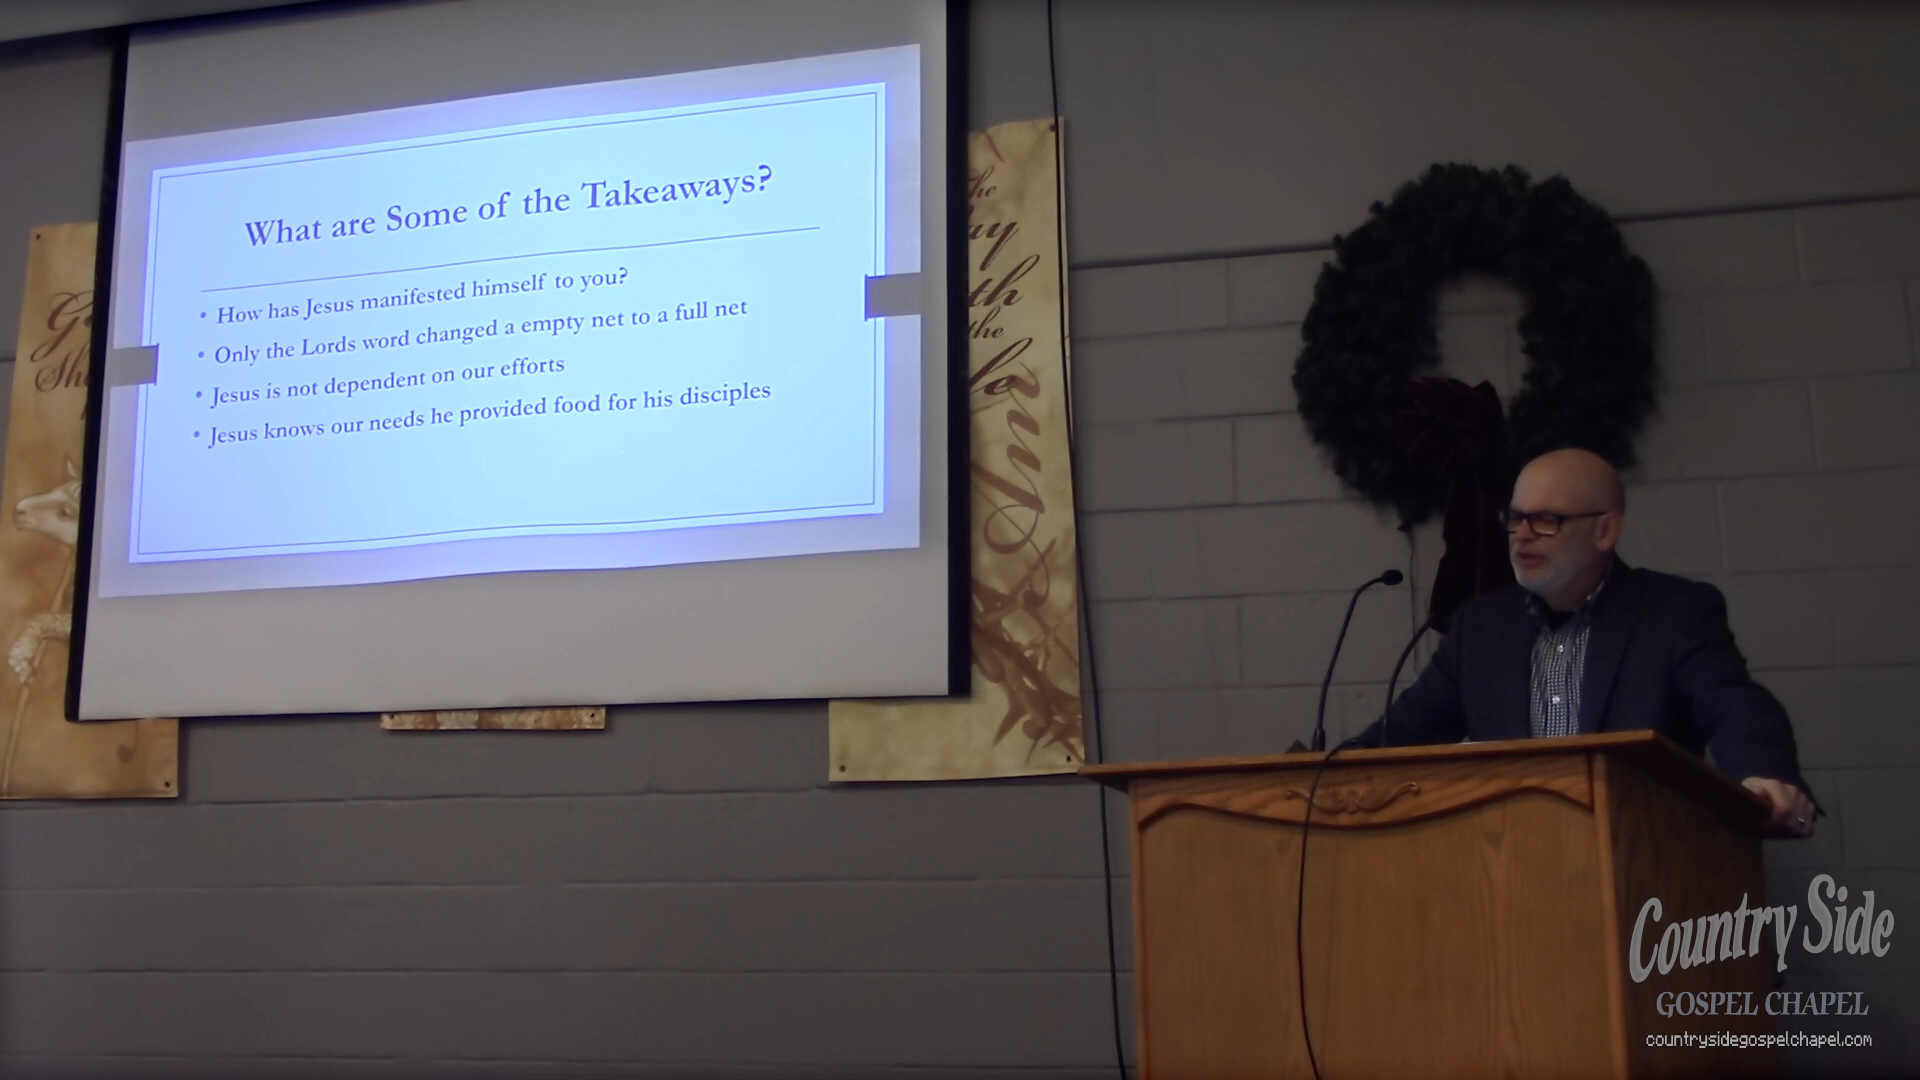 What are Some of the Takeaways?
• How has Jesus manifested himself to you?
• Only the Lords word changed a empty net to a full net
• Jesus is not dependent on our efforts
• Jesus knows our needs he provided food for his disciples
the
Country Side
GOSPEL CHAPEL
countrysidegospelchapel.com